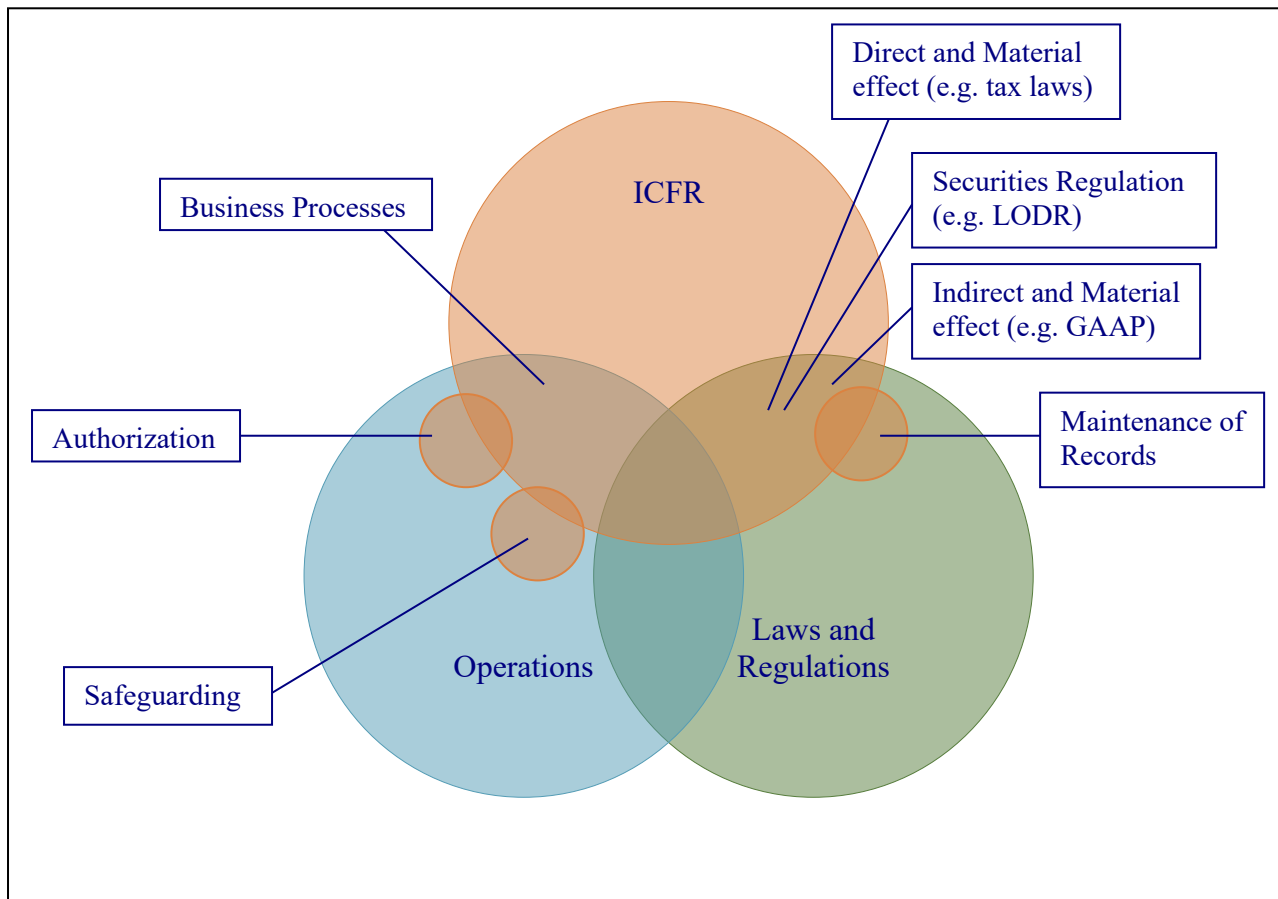 Direct and Material
effect (e.g. tax laws)
ICFR
Securities Regulation
(e.g. LODR)
Business Processes
Indirect and Material
effect (e.g. GAAP)
Authorization
Maintenance of
Records
Laws and
Regulations
Operations
Safeguarding